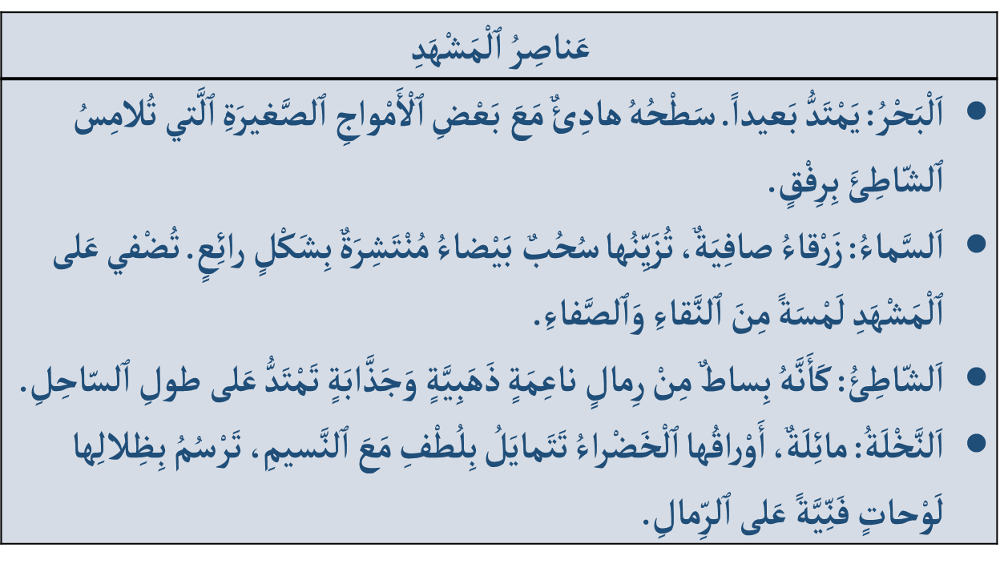 عَناصِرُ ٱلْمَشْهَدِ
● اَلْبَحْرُ: يَمْتَدُّ بَعيداً. سَطْحُهُ هادِئٌ مَعَ بَعْضِ ٱلْأَمْواجِ ٱلصَّغيرَةِ ٱلَّتي تُلامِسُ
ٱلشّاطِئَ بِرِفْقٍ.
● اَلسَّماءُ: زَرْقاءُ صافِيَةٌ، تُزَيِّنُها سُحُبٌ بَيْضاءُ مُنْتَشِرَةٌ بِشَكْلٍ رائِعٍ. تُضْفي عَلى
ٱلْمَشْهَدِ لَمْسَةً مِنَ ٱلنَّقاءِ وَٱلصَّفاءِ.
● اَلشّاطِئُ: كَأَنَّهُ بِساطٌ مِنْ رِمالٍ ناعِمَةٍ ذَهَبِيَّةٍ وَجَذَّابَةٍ تَمْتَدُّ عَلى طولِ ٱلسّاحِلِ.
● اَلنَّخْلَةُ: مائِلَةٌ، أَوْراقُها ٱلْخَضْراءُ تَتَمايَلُ بِلُطْفِ مَعَ ٱلنَّسيمِ، تَرْسُمُ بِظِلالِها
لَوْحاتٍ فَنِّيَّةً عَلى ٱلرِّمالِ.